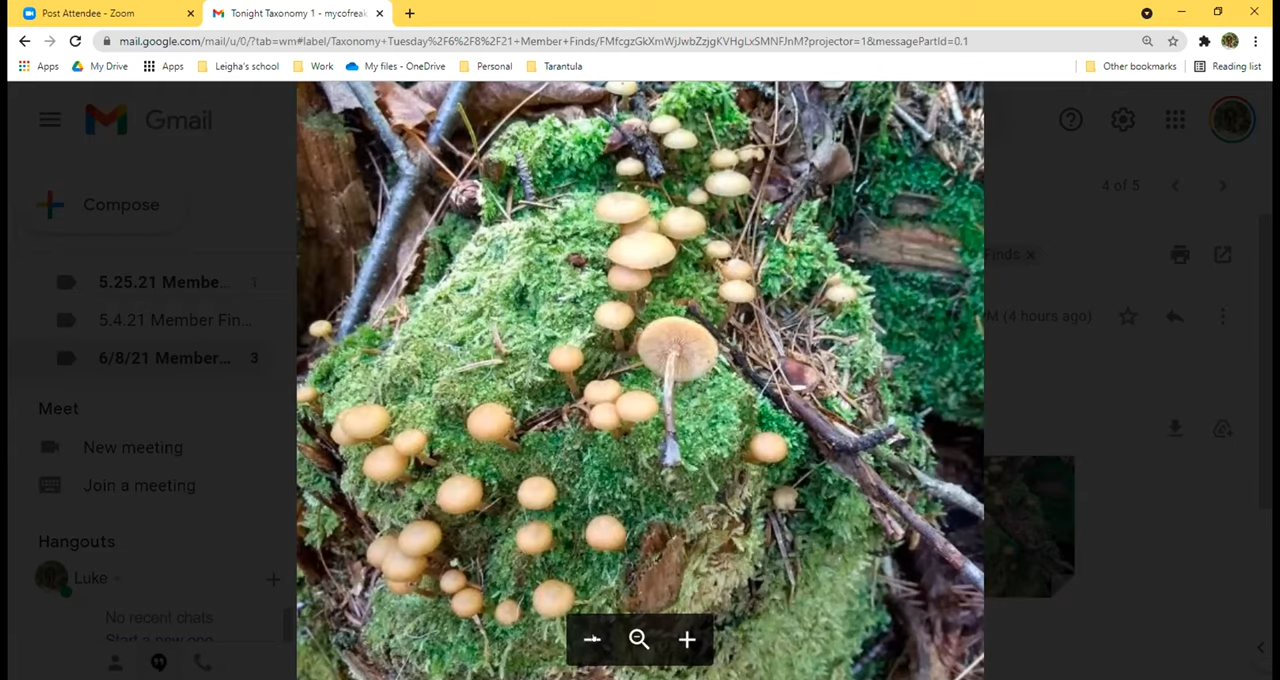 Post Attendee - Zoom
Tonight Taxonomy 1 - mycofreak
mail.google.com/mail/u/0/?tab=wm#label/Taxonomy+Tuesday%2F6%2F8%2F21+Member+Finds/FMfcgzGkXmWjJwbZzjgKVHgLxSMNFJnM?projector=1&messagePartId=0.1
Apps My Drive Apps Leigha's school Work My files - OneDrive Personal Tarantula Other bookmarks Reading list
Gmail
4 of 5
Compose
Finds
5.25.21 Membe... 1
5.4.21 Member Fin...
M (4 hours ago)
6/8/21 Member... 3
Meet
New meeting
Join a meeting
Hangouts
Luke
No recent chats
Start a new one